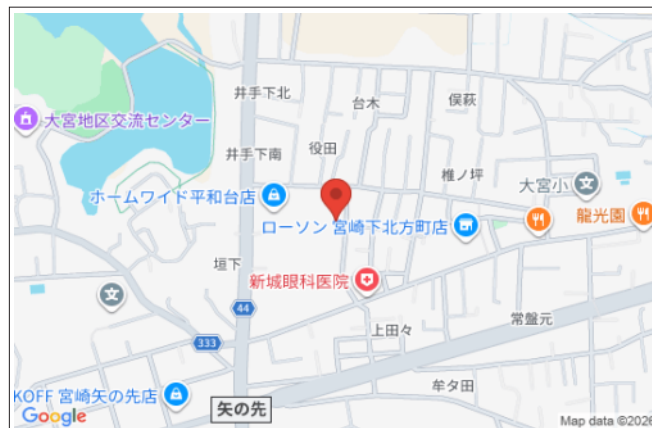 井手下北
台木
俣萩
大宮地区交流センター
井手下南
役田
椎ノ坪
大宮小
ホームワイド平和台店
ローソン 宮崎下北方町店
龍光園
垣下
新城眼科医院
44
上田々
常盤元
333
KOFF 宮崎矢の先店
牟タ田
矢の先
Google
Map data ©2026